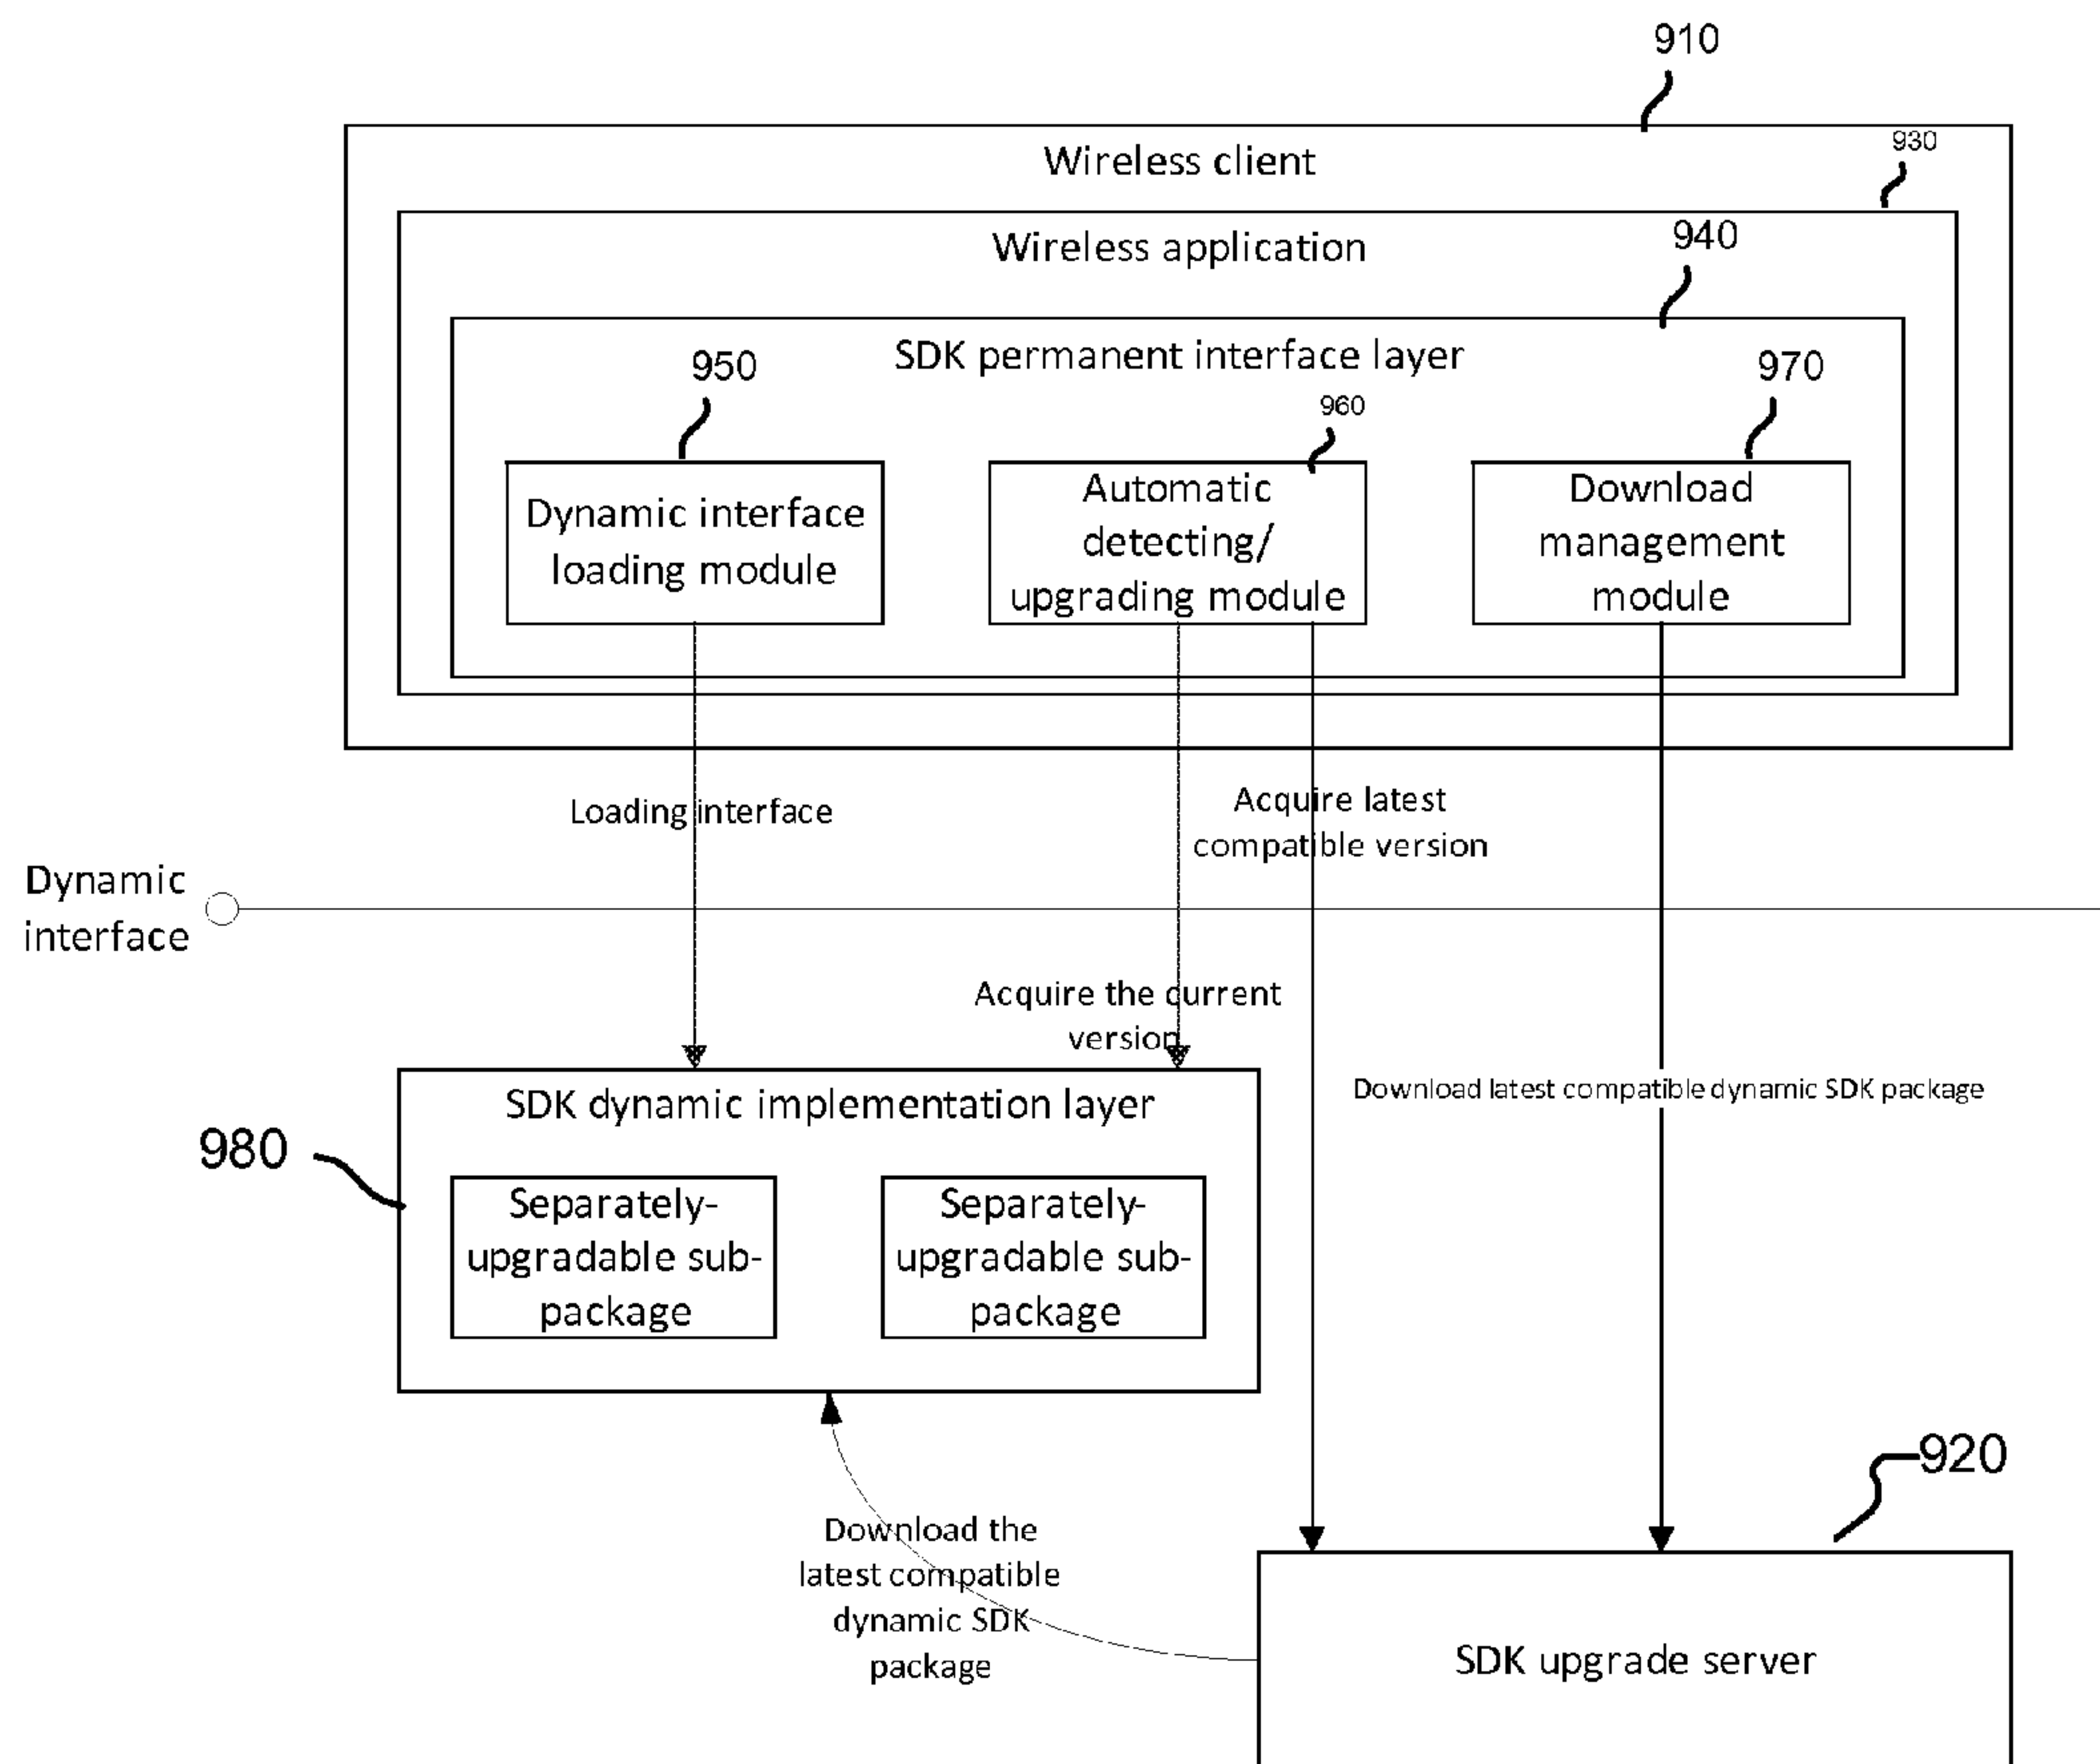 910
Wireless client
930
Wireless application
940
SDK permanent interface layer
950
960
970
Dynamic interface
loading module
Automatic
detecting/
upgrading module
Download
management
module
Loading interface
Acquire latest
compatible version
Dynamic
interface
Acquire the current
version
Download latest compatible dynamic SDK package
SDK dynamic implementation layer
980
Separately-
upgradable sub-
package
Separately-
upgradable sub-
package
920
Download the
latest compatible
dynamic SDK
package
SDK upgrade server